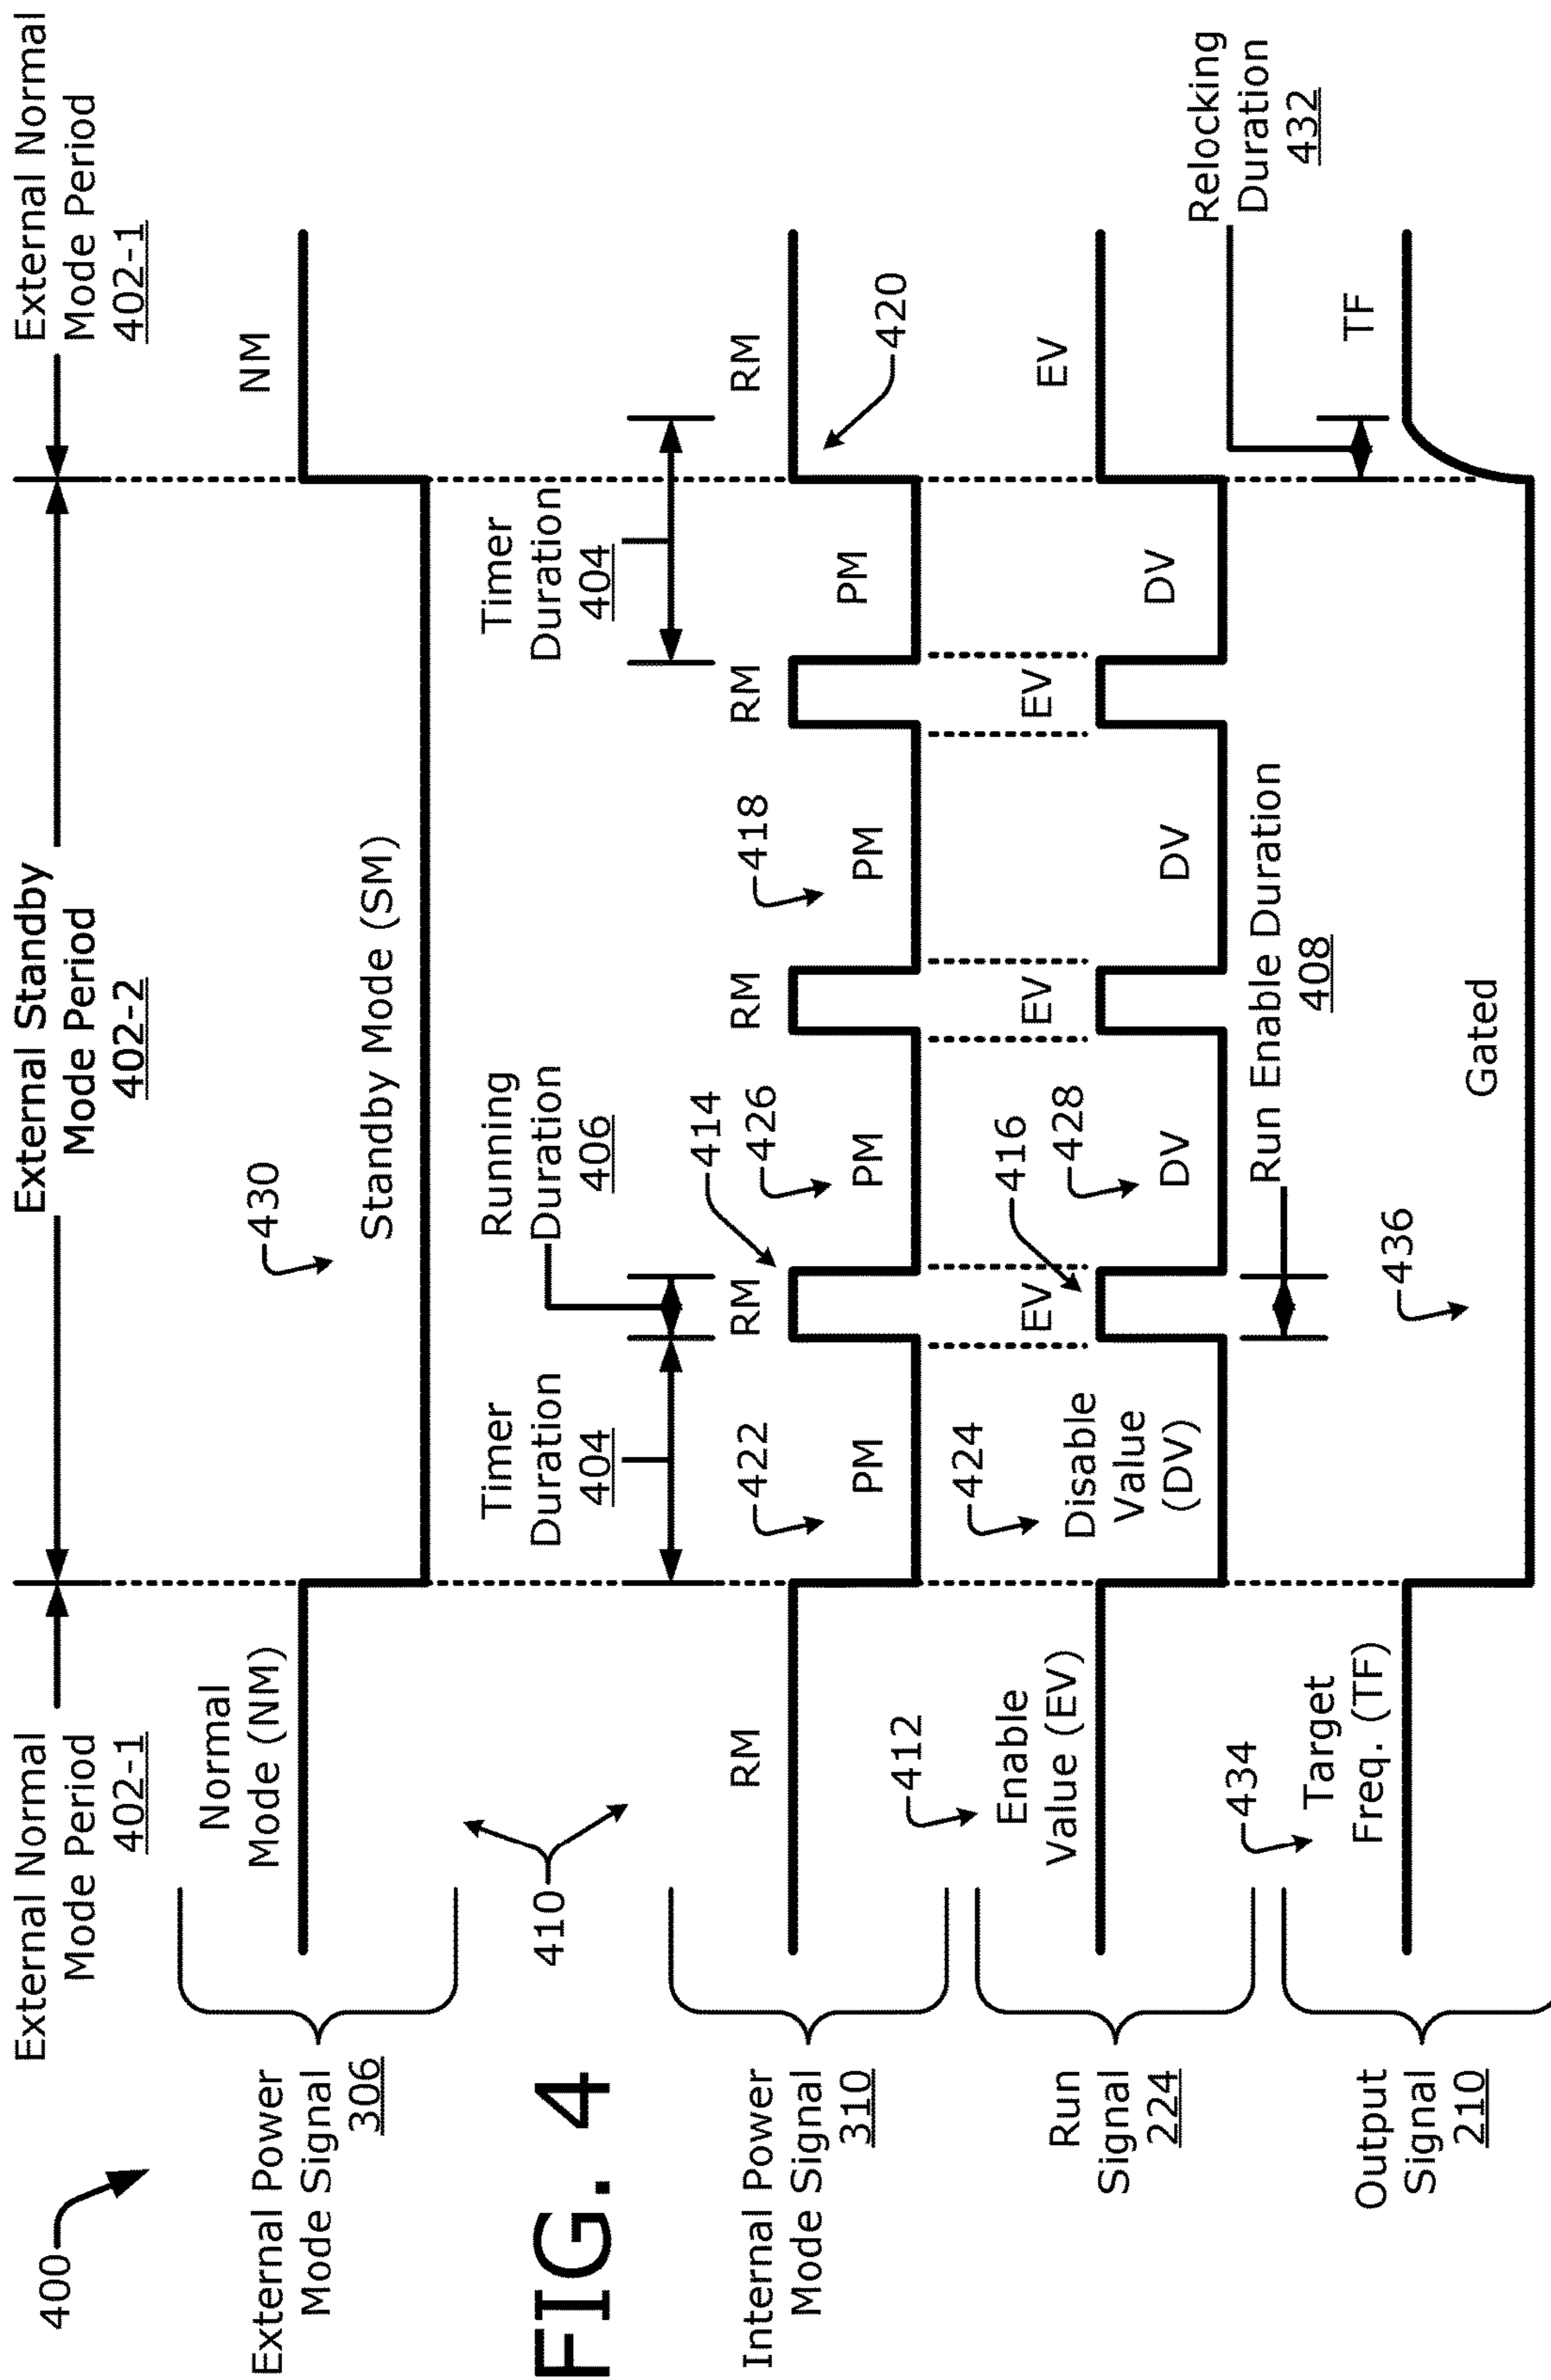 400
External Normal
Mode Period
402-1
External Standby
Mode Period
402-2
External Normal
Mode Period
402-1
External Power
Mode Signal
306
Normal
Mode (NM)
430
Standby Mode (SM)
NM
FIG. 4
410
Timer
Duration
404
Running
Duration
406
Timer
Duration
404
Internal Power
Mode Signal
310
RM
422
PM
RM
414
426
PM
RM
418
PM
RM
PM
RM
420
Run
Signal
224
412
Enable
Value (EV)
424
Disable
Value
(DV)
EV
416
428
DV
EV
DV
EV
DV
EV
Run Enable Duration
408
Relocking
Duration
432
Output
Signal
210
434
Target
Freq. (TF)
436
Gated
TF